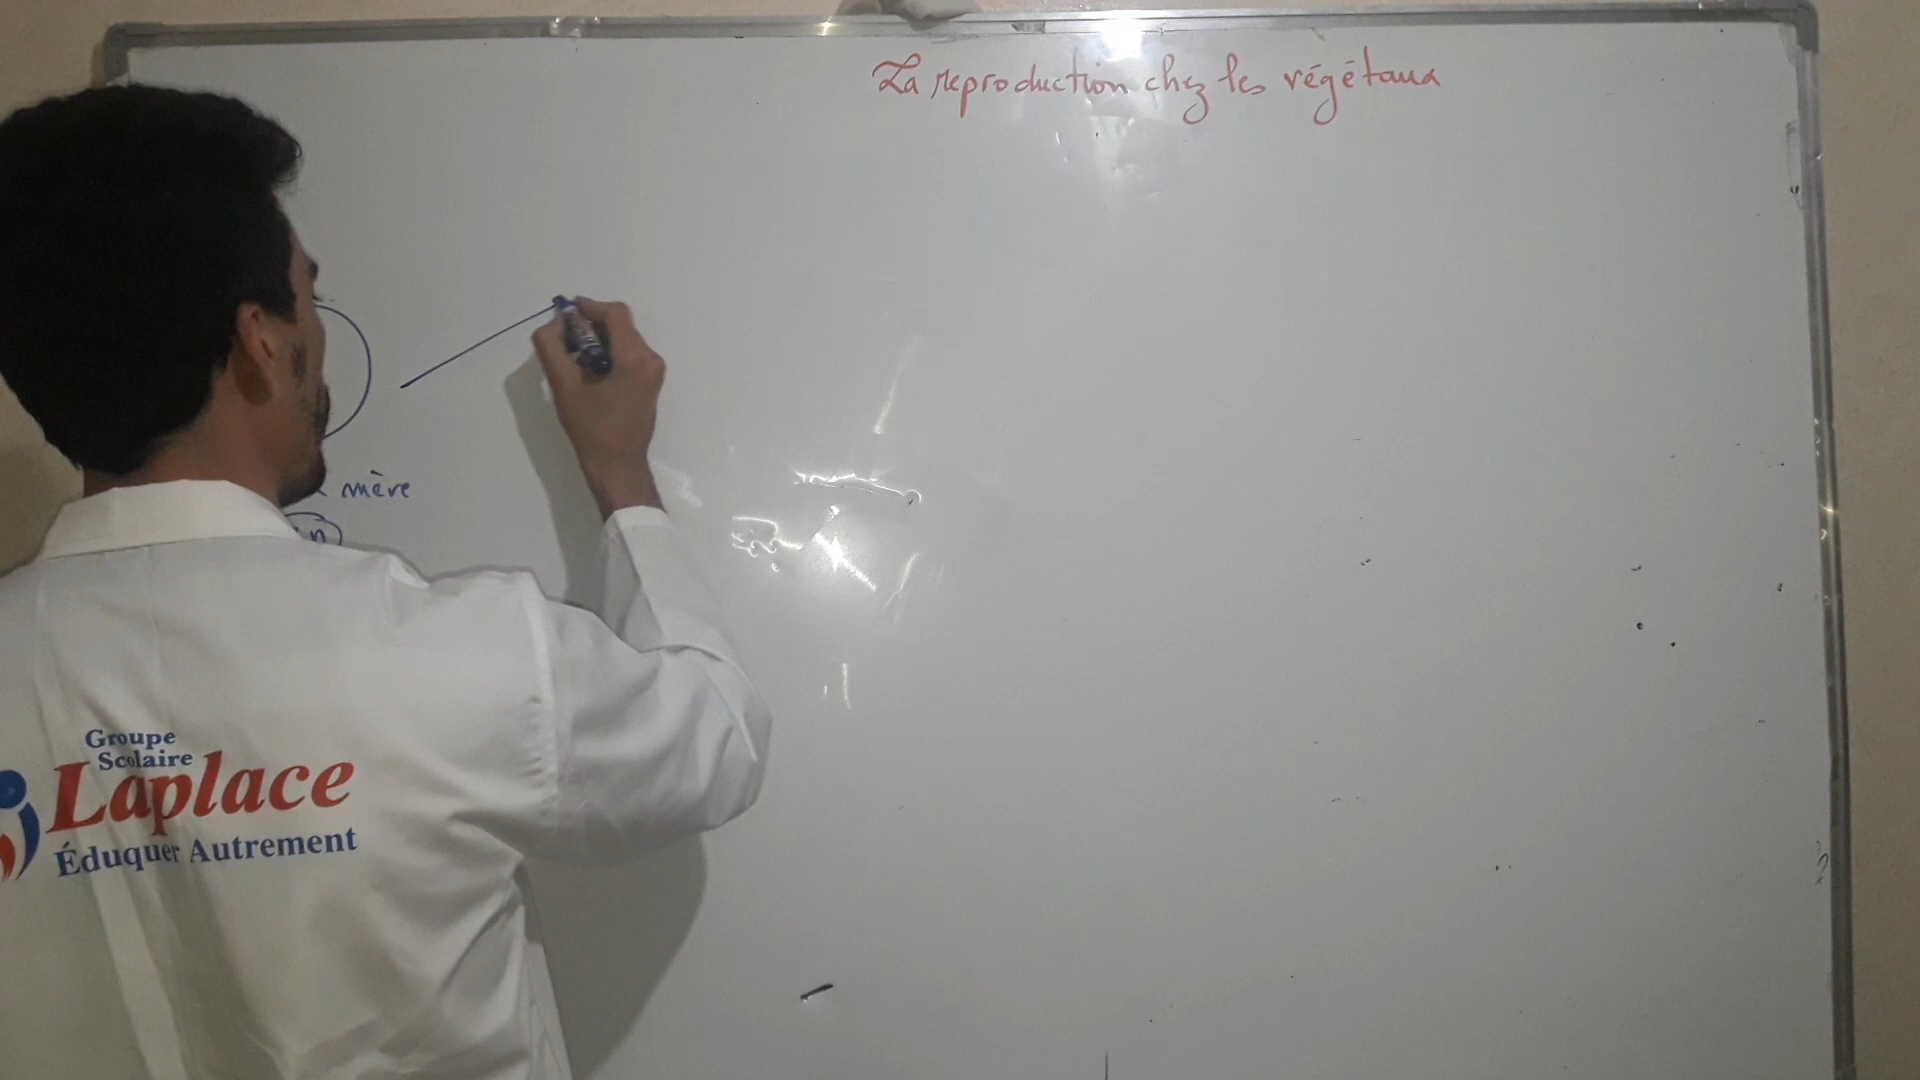 La reproduction chez les végétaux
mère
n
Groupe
Scolaire
Laplace
Éduquer Autrement